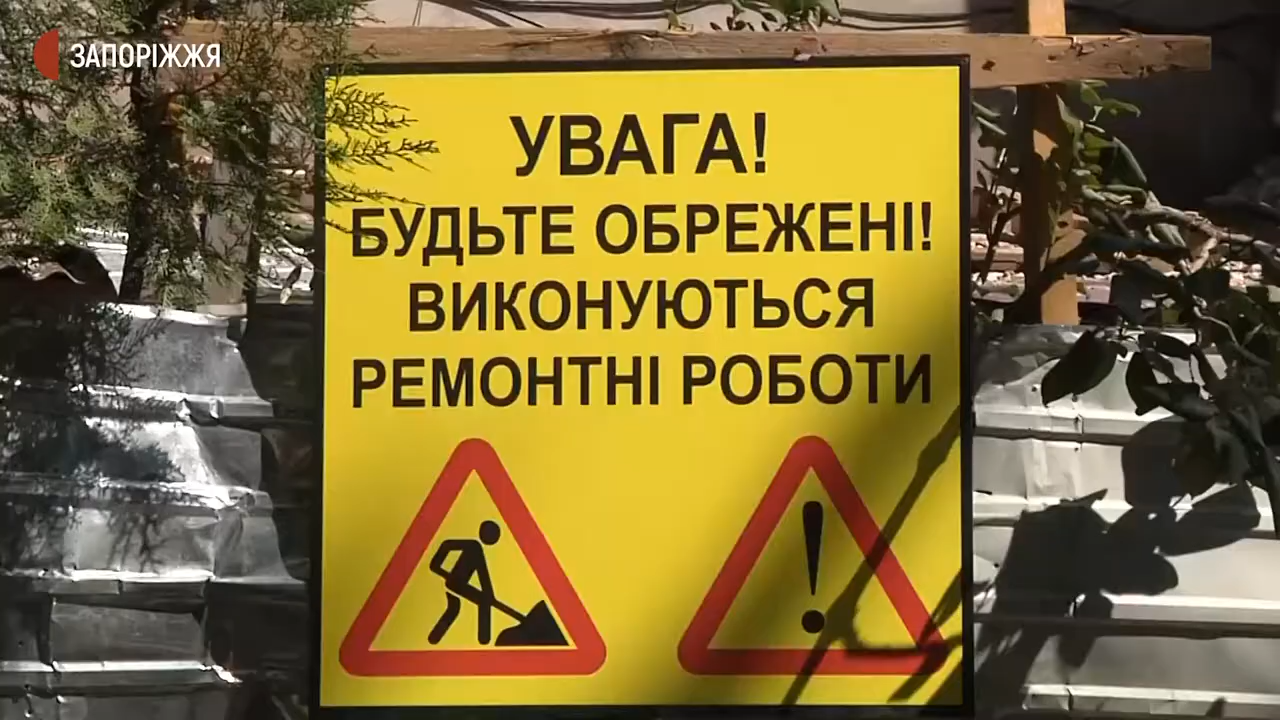 ЗАПОРІЖЖЯ
УВАГА!
БУДЬТЕ ОБРЕЖЕНІ!
ВИКОНУЮТЬСЯ
РЕМОНТНІ РОБОТИ